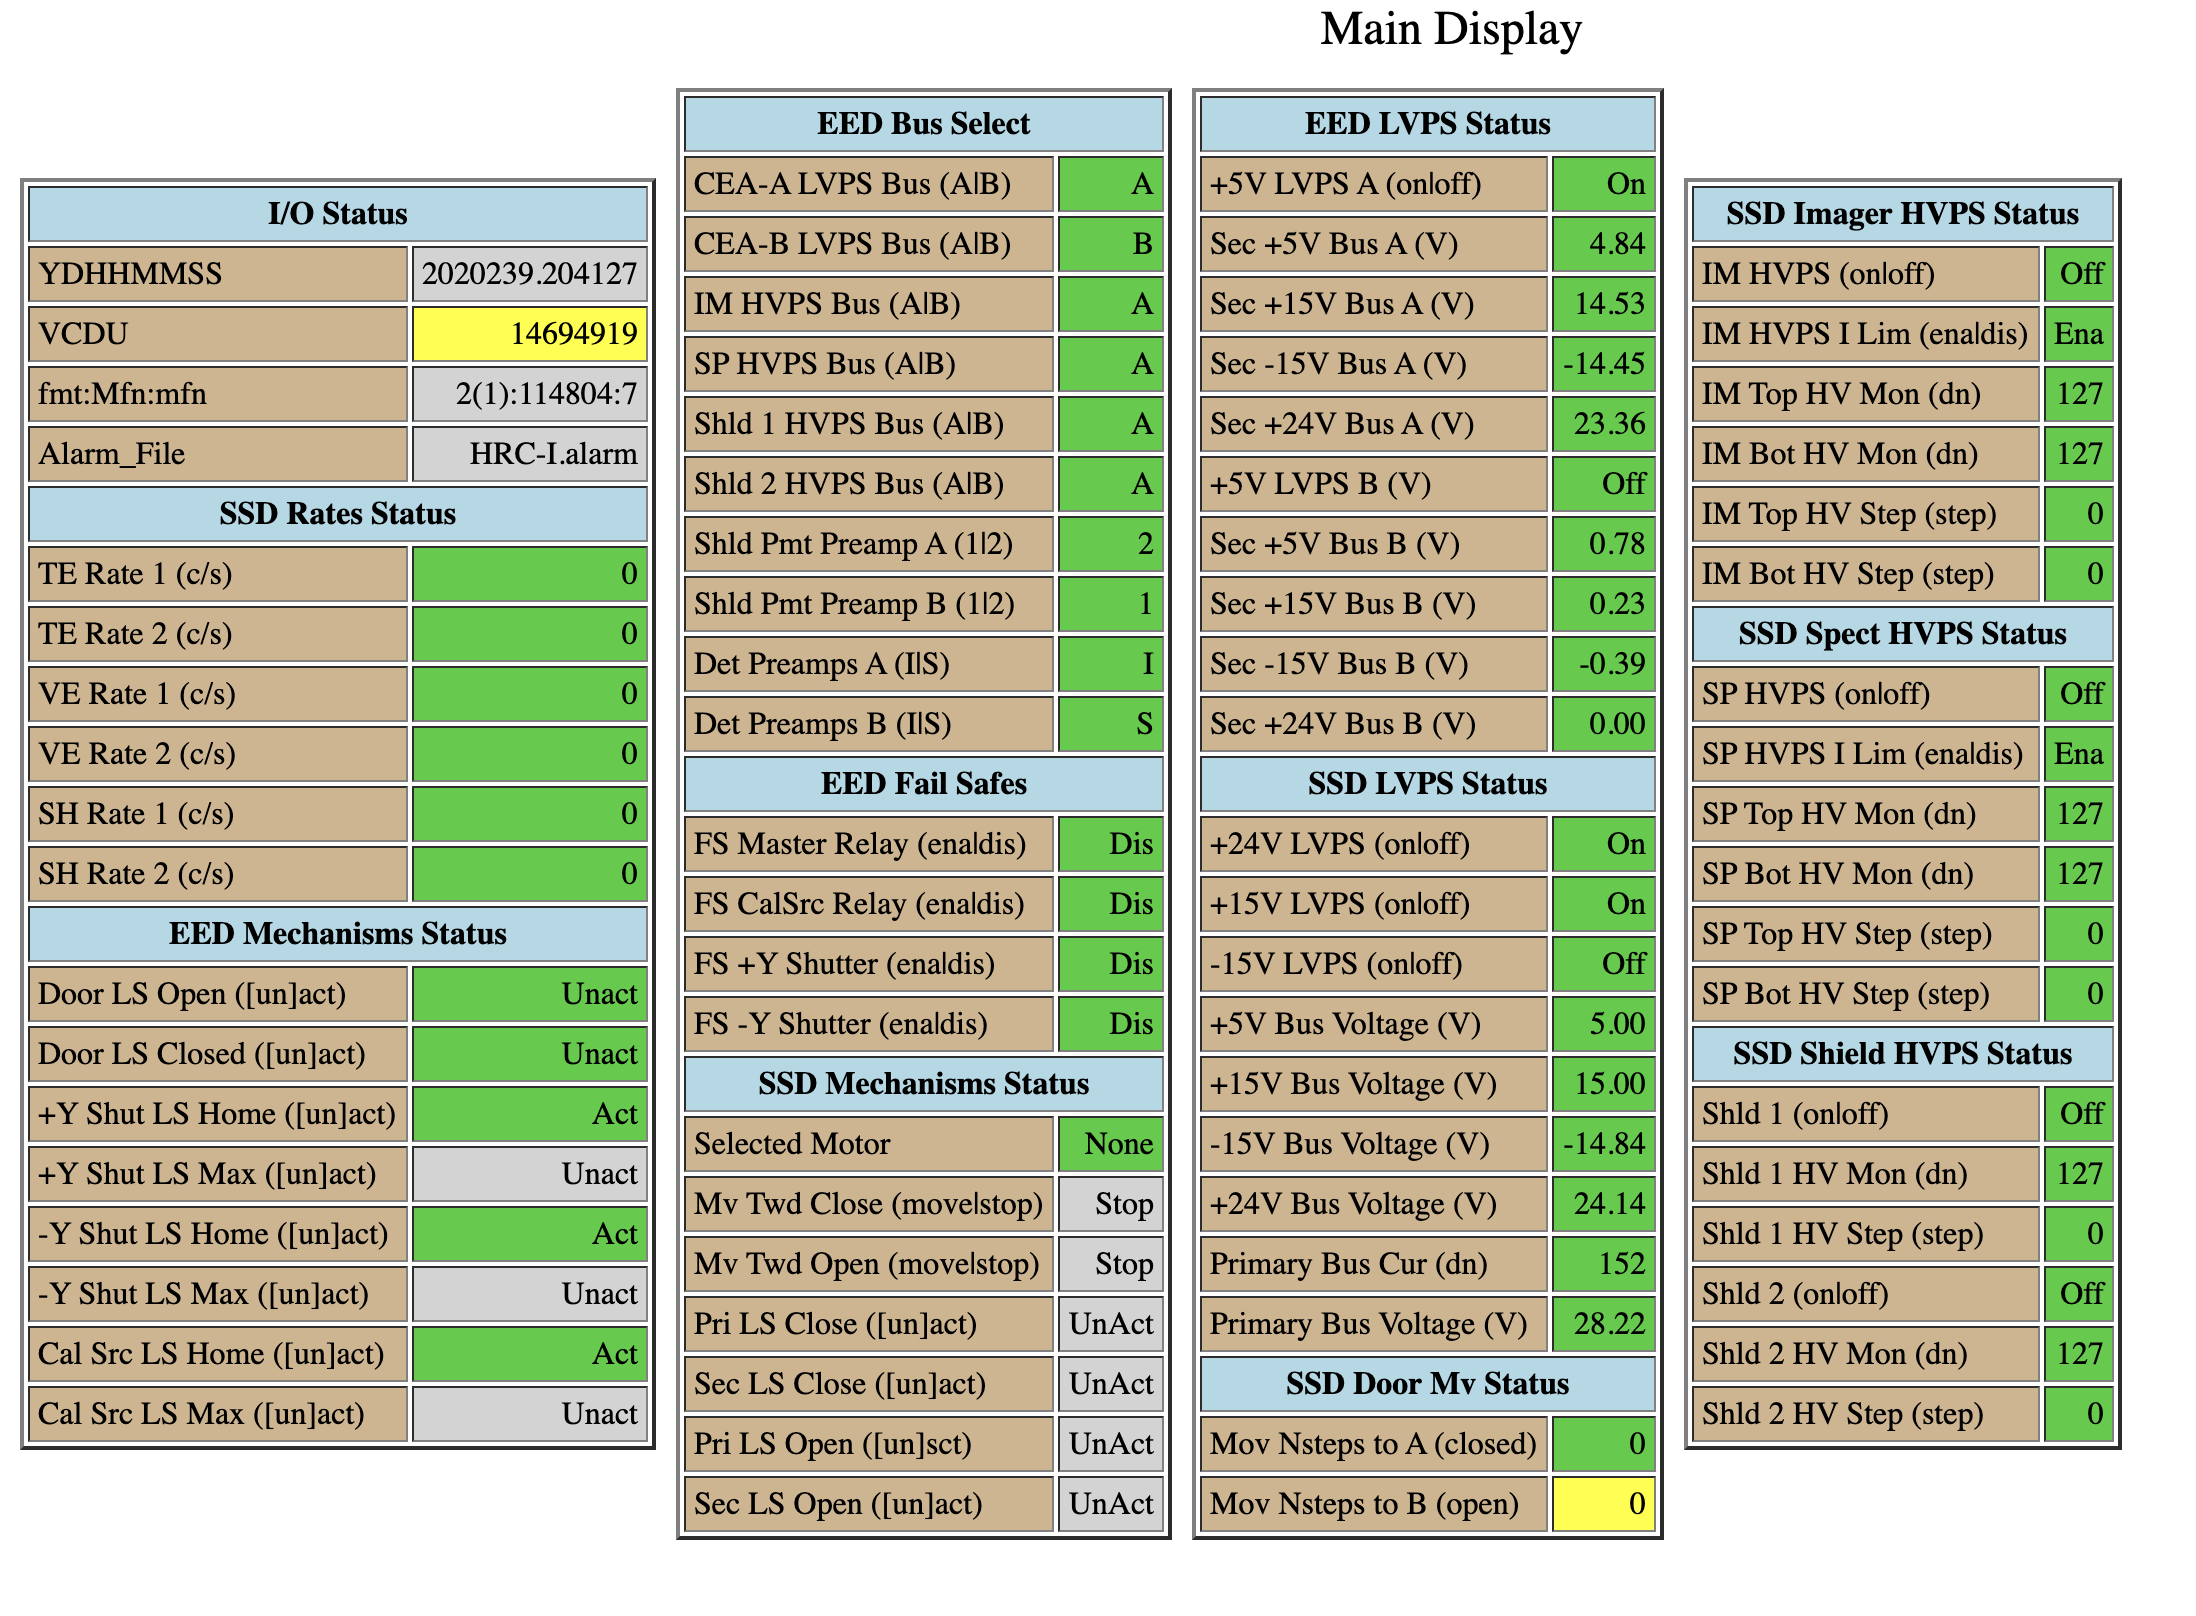 Main Display
I/O Status
YDHHMMSS 2020239.204127
VCDU 14694919
fmt:Mfn:mfn 2(1):114804:7
Alarm_File HRC-I.alarm
SSD Rates Status
TE Rate 1 (c/s) 0
TE Rate 2 (c/s) 0
VE Rate 1 (c/s) 0
VE Rate 2 (c/s) 0
SH Rate 1 (c/s) 0
SH Rate 2 (c/s) 0
EED Mechanisms Status
Door LS Open ([un]act) Unact
Door LS Closed ([un]act) Unact
+Y Shut LS Home ([un]act) Act
+Y Shut LS Max ([un]act) Unact
-Y Shut LS Home ([un]act) Act
-Y Shut LS Max ([un]act) Unact
Cal Src LS Home ([un]act) Act
Cal Src LS Max ([un]act) Unact
EED Bus Select
CEA-A LVPS Bus (A|B) A
CEA-B LVPS Bus (A|B) B
IM HVPS Bus (A|B) A
SP HVPS Bus (A|B) A
Shld 1 HVPS Bus (A|B) A
Shld 2 HVPS Bus (A|B) A
Shld Pmt Preamp A (1|2) 2
Shld Pmt Preamp B (1|2) 1
Det Preamps A (I|S) I
Det Preamps B (I|S) S
EED Fail Safes
FS Master Relay (ena|dis) Dis
FS CalSrc Relay (ena|dis) Dis
FS +Y Shutter (ena|dis) Dis
FS -Y Shutter (ena|dis) Dis
SSD Mechanisms Status
Selected Motor None
Mv Twd Close (move|stop) Stop
Mv Twd Open (move|stop) Stop
Pri LS Close ([un]act) UnAct
Sec LS Close ([un]act) UnAct
Pri LS Open ([un]sct) UnAct
Sec LS Open ([un]act) UnAct
EED LVPS Status
+5V LVPS A (on|off) On
Sec +5V Bus A (V) 4.84
Sec +15V Bus A (V) 14.53
Sec -15V Bus A (V) -14.45
Sec +24V Bus A (V) 23.36
+5V LVPS B (V) Off
Sec +5V Bus B (V) 0.78
Sec +15V Bus B (V) 0.23
Sec -15V Bus B (V) -0.39
Sec +24V Bus B (V) 0.00
SSD LVPS Status
+24V LVPS (on|off) On
+15V LVPS (on|off) On
-15V LVPS (on|off) Off
+5V Bus Voltage (V) 5.00
+15V Bus Voltage (V) 15.00
-15V Bus Voltage (V) -14.84
+24V Bus Voltage (V) 24.14
Primary Bus Cur (dn) 152
Primary Bus Voltage (V) 28.22
SSD Door Mv Status
Mov Nsteps to A (closed) 0
Mov Nsteps to B (open) 0
SSD Imager HVPS Status
IM HVPS (on|off) Off
IM HVPS I Lim (ena|dis) Ena
IM Top HV Mon (dn) 127
IM Bot HV Mon (dn) 127
IM Top HV Step (step) 0
IM Bot HV Step (step) 0
SSD Spect HVPS Status
SP HVPS (on|off) Off
SP HVPS I Lim (ena|dis) Ena
SP Top HV Mon (dn) 127
SP Bot HV Mon (dn) 127
SP Top HV Step (step) 0
SP Bot HV Step (step) 0
SSD Shield HVPS Status
Shld 1 (on|off) Off
Shld 1 HV Mon (dn) 127
Shld 1 HV Step (step) 0
Shld 2 (on|off) Off
Shld 2 HV Mon (dn) 127
Shld 2 HV Step (step) 0